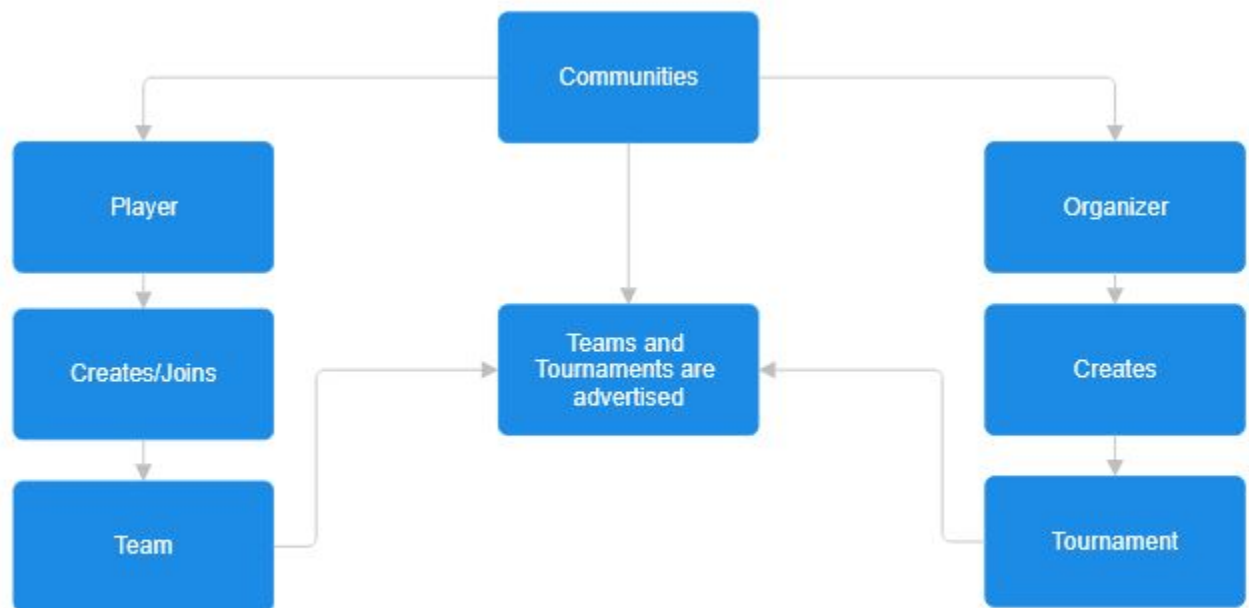 Communities
Player
Organizer
Creates/Joins
Teams and
Tournaments are
advertised
Creates
Team
Tournament